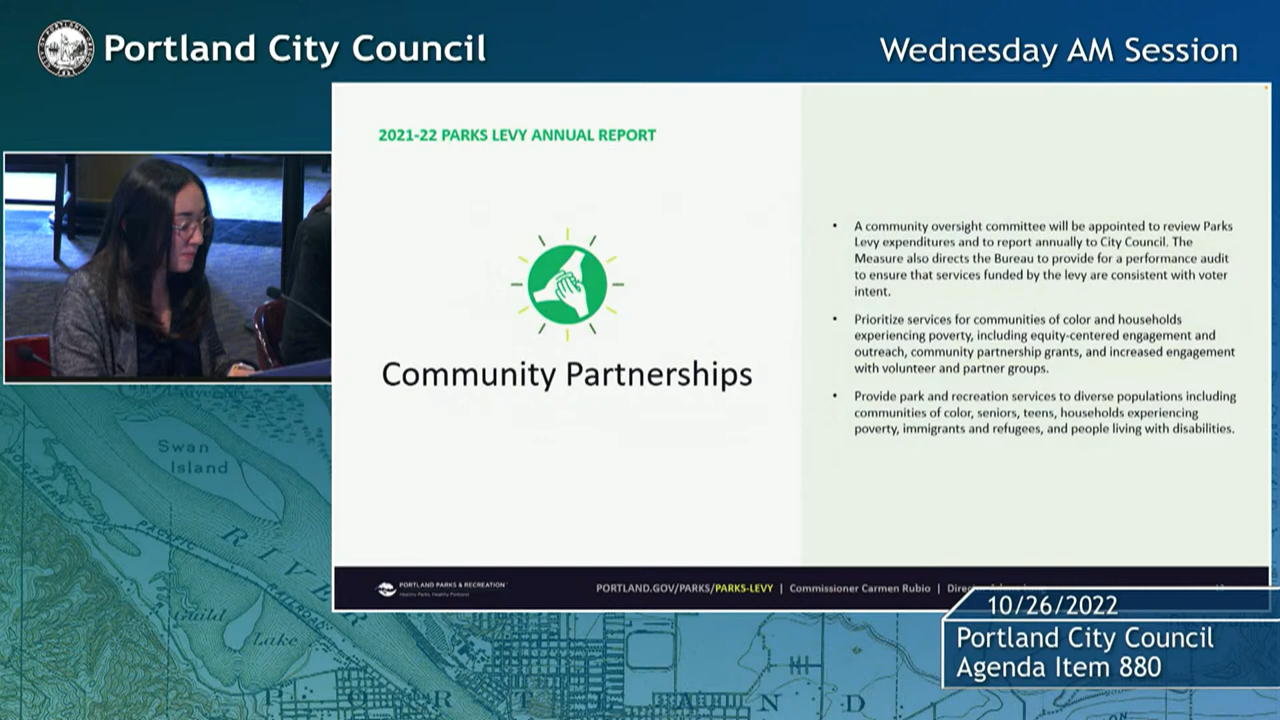 Portland City Council
Wednesday AM Session
2021-22 PARKS LEVY ANNUAL REPORT
Community Partnerships
• A community oversight committee will be appointed to review Parks
Levy expenditures and to report annually to City Council. The
Measure also directs the Bureau to provide for a performance audit
to ensure that services funded by the levy are consistent with voter
intent.
• Prioritize services for communities of color and households
experiencing poverty, including equity-centered engagement and
outreach, community partnership grants, and increased engagement
with volunteer and partner groups.
• Provide park and recreation services to diverse populations including
communities of color, seniors, teens, households experiencing
poverty, immigrants and refugees, and people living with disabilities.
PORTLAND PARKS & RECREATION
Healthy Parks, Healthy Portland
PORTLAND.GOV/PARKS/PARKS-LEVY | Commissioner Carmen Rubio |
10/26/2022
Portland City Council
Agenda Item 880
Swan
Island
NORTHERN
PACIFIC
RIVER
Guild
Lake